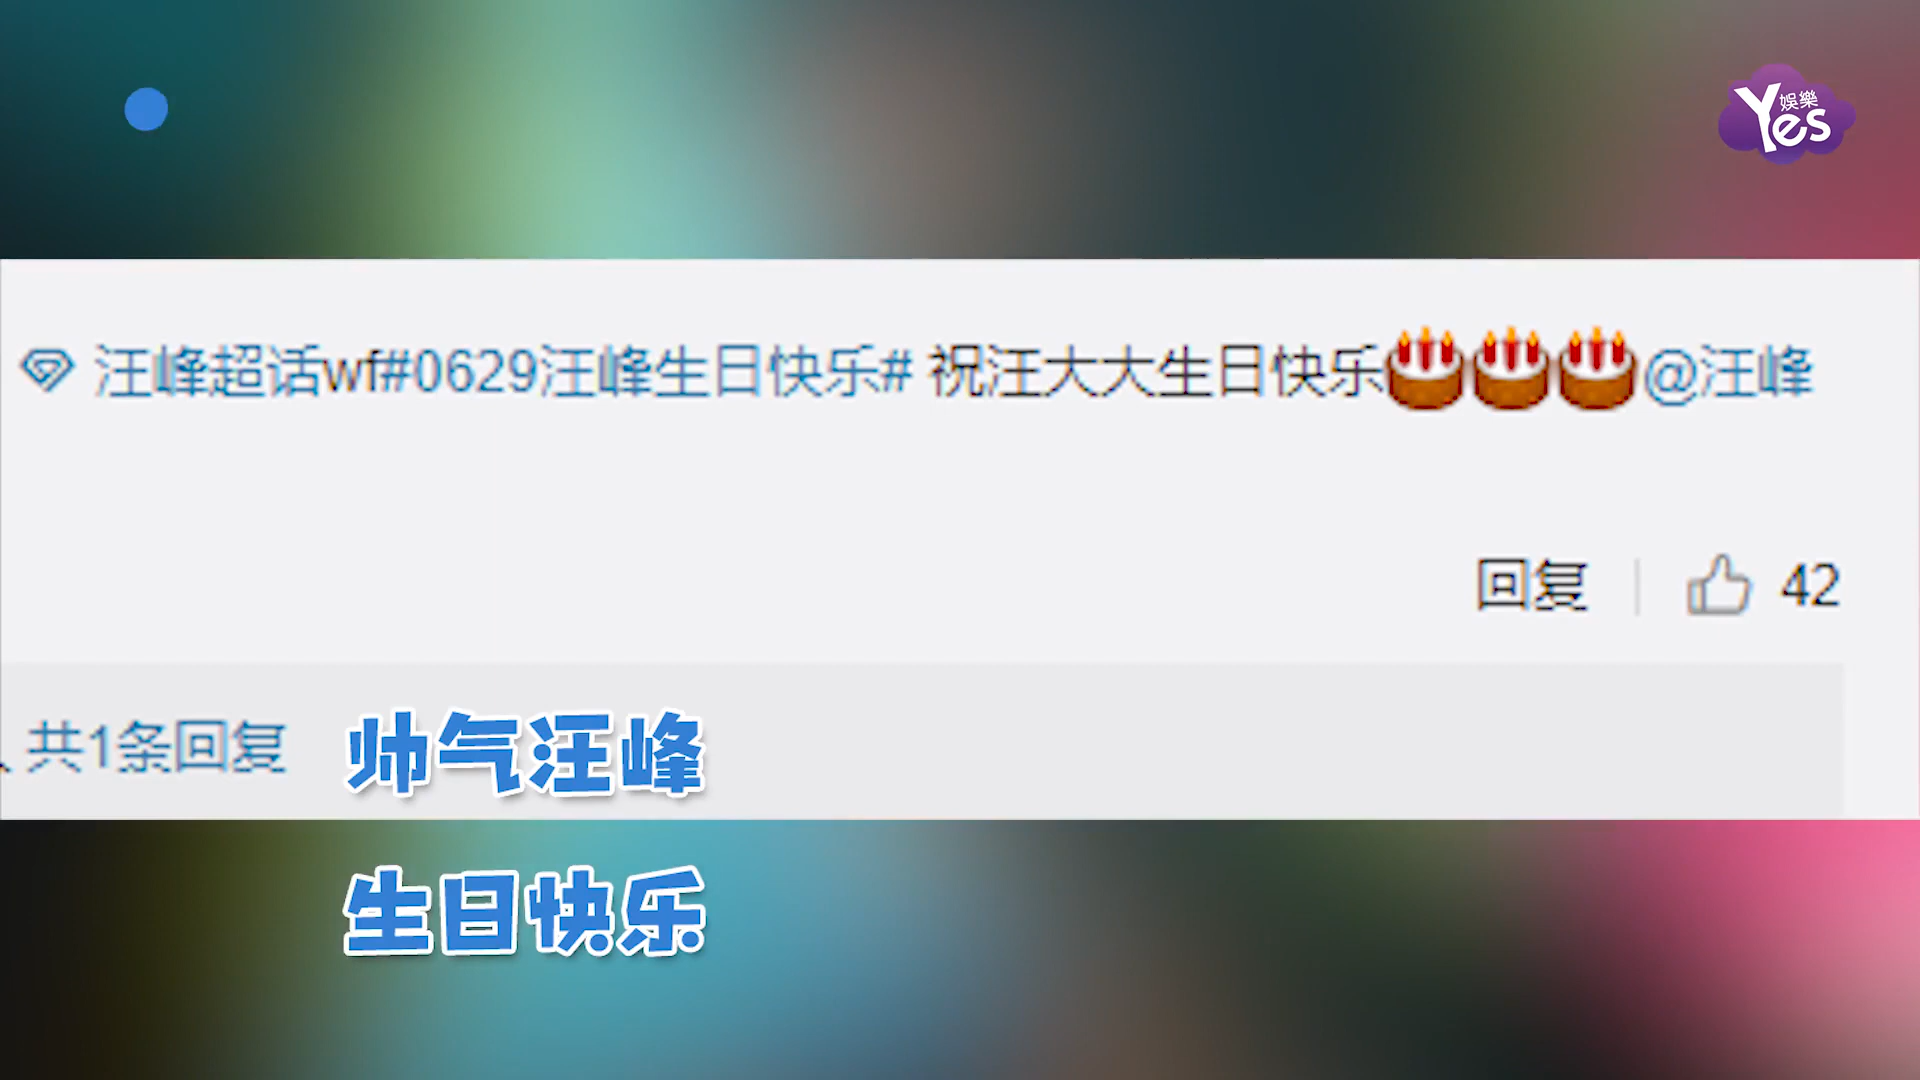 Yes 娛樂
汪峰超话wf#0629汪峰生日快乐# 祝汪大大生日快乐🎂🎂🎂@汪峰
回复 | 42
共1条回复
帅气汪峰
生日快乐